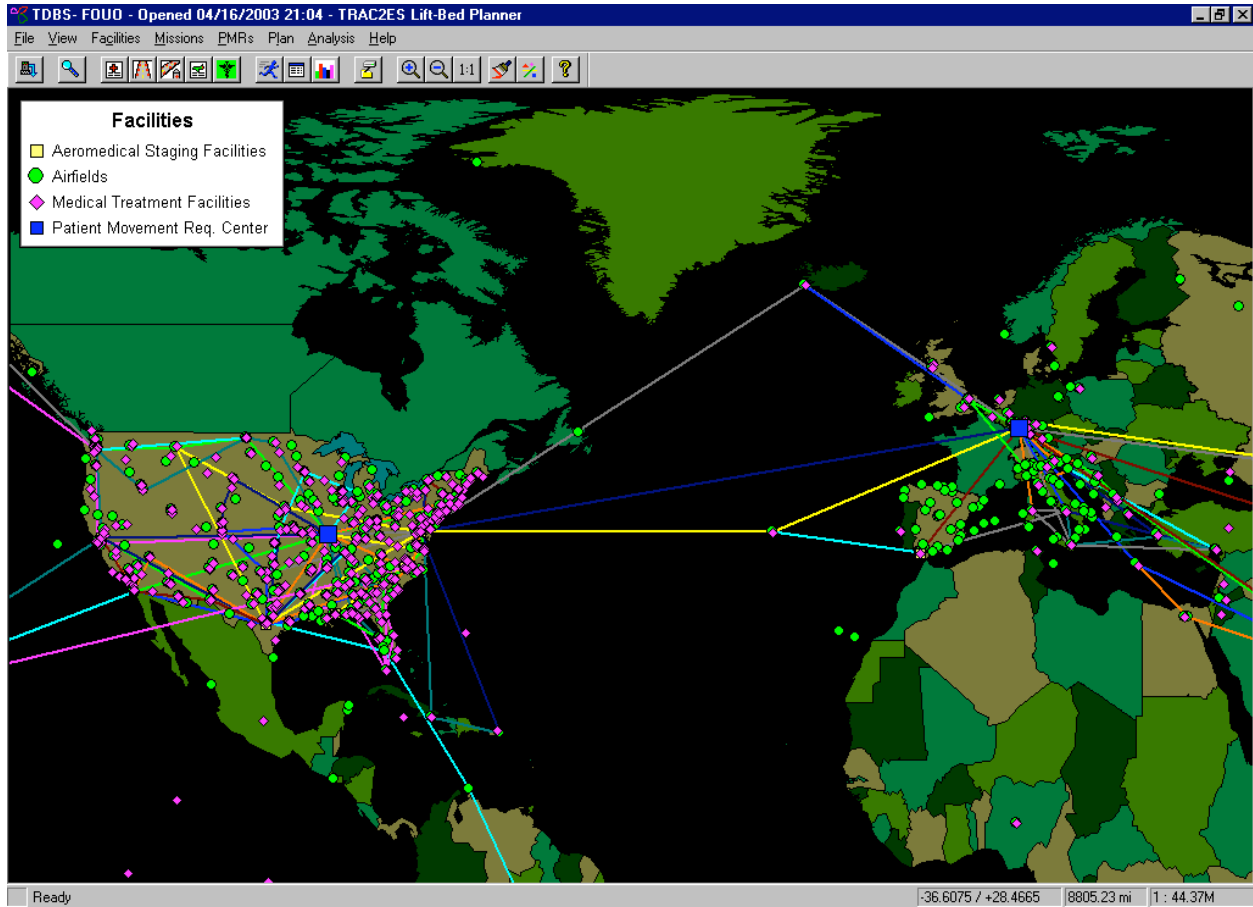 TDBS- FOUO - Opened 04/16/2003 21:04 - TRAC2ES Lift-Bed Planner
File View Facilities Missions PMRs Plan Analysis Help
1:1
Facilities
Aeromedical Staging Facilities
Airfields
Medical Treatment Facilities
Patient Movement Req. Center
Ready
-36.6075 / +28.4665
8805.23 mi
1 : 44.37M